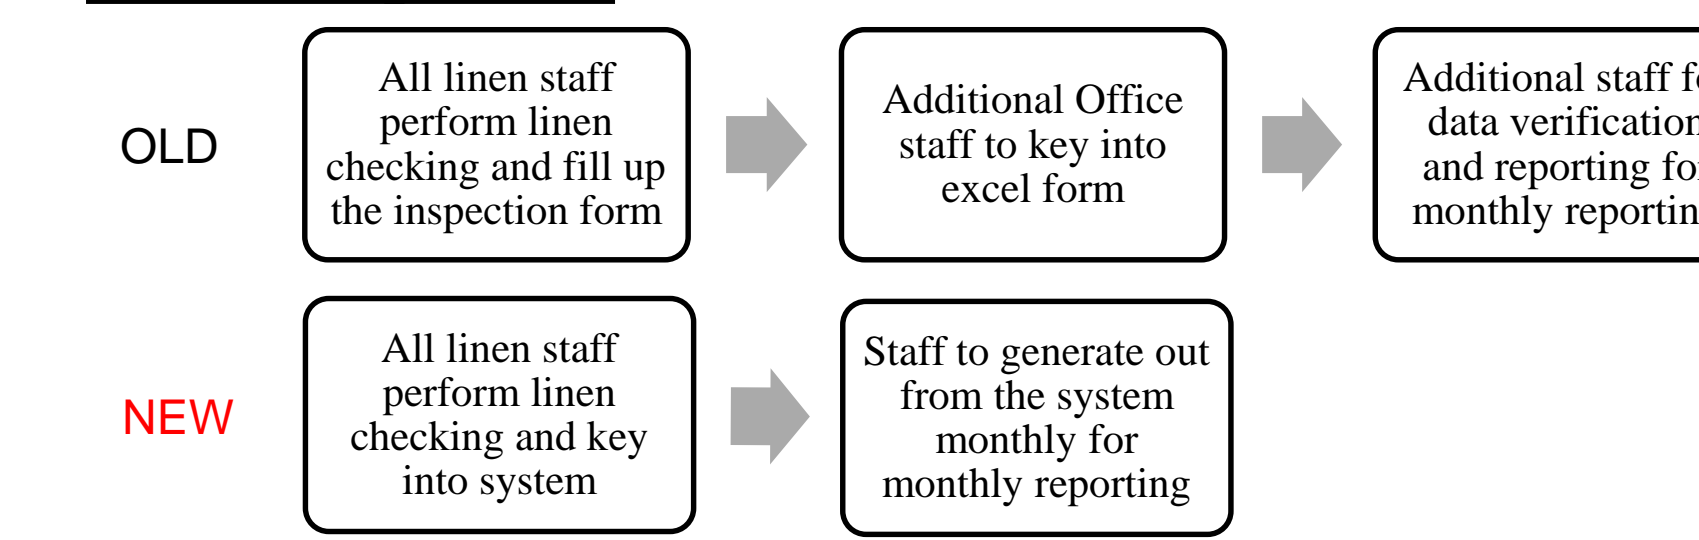 OLD
All linen staff
perform linen
checking and fill up
the inspection form
Additional Office
staff to key into
excel form
Additional staff
data verification
and reporting
monthly
NEW
All linen staff
perform linen
checking and key
into system
Staff to generate out
from the system
monthly for
monthly reporting